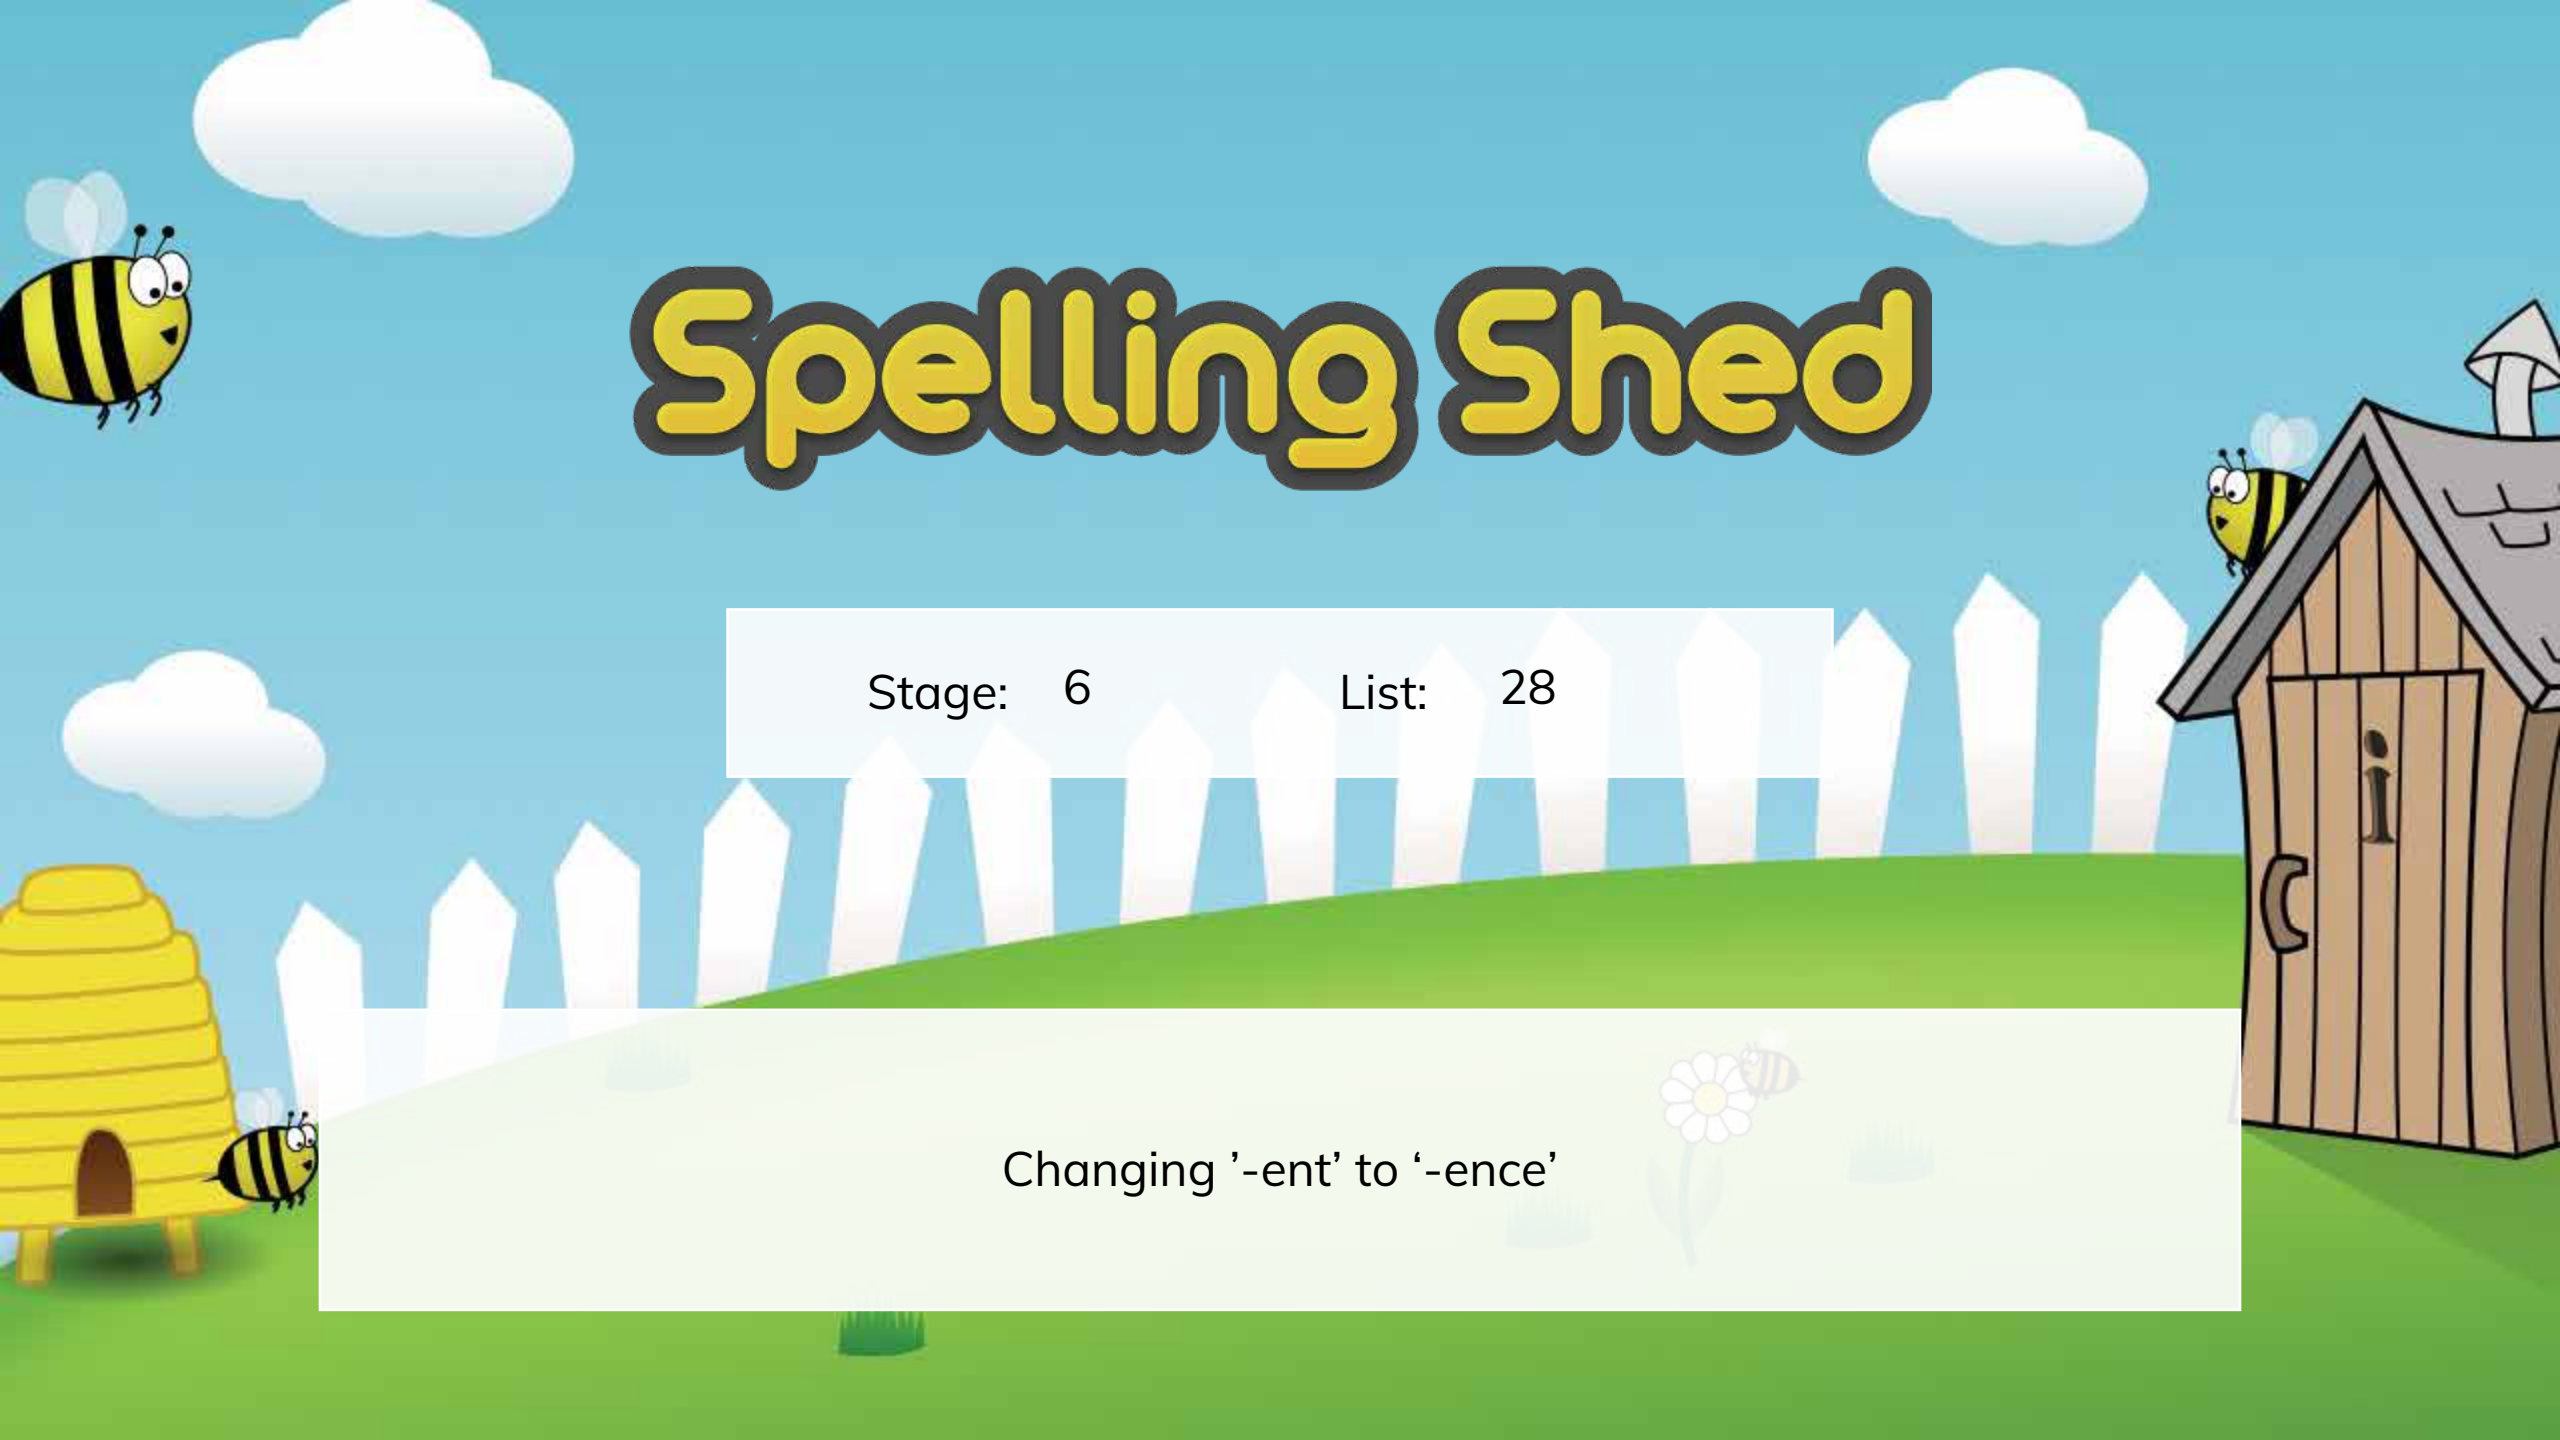 Spelling Shed
Stage: 6 List: 28
i
Changing ’-ent’ to ‘-ence’